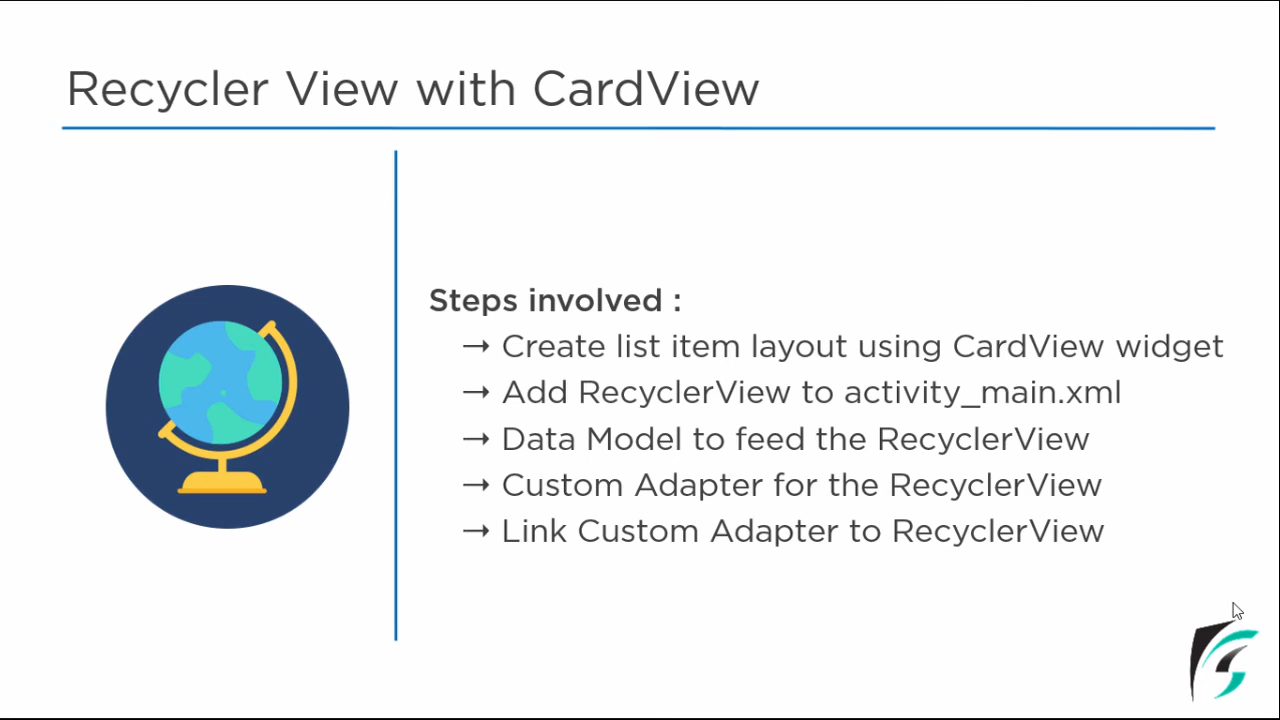 Recycler View with CardView
Steps involved :
→ Create list item layout using CardView widget
→ Add RecyclerView to activity_main.xml
→ Data Model to feed the RecyclerView
→ Custom Adapter for the RecyclerView
→ Link Custom Adapter to RecyclerView